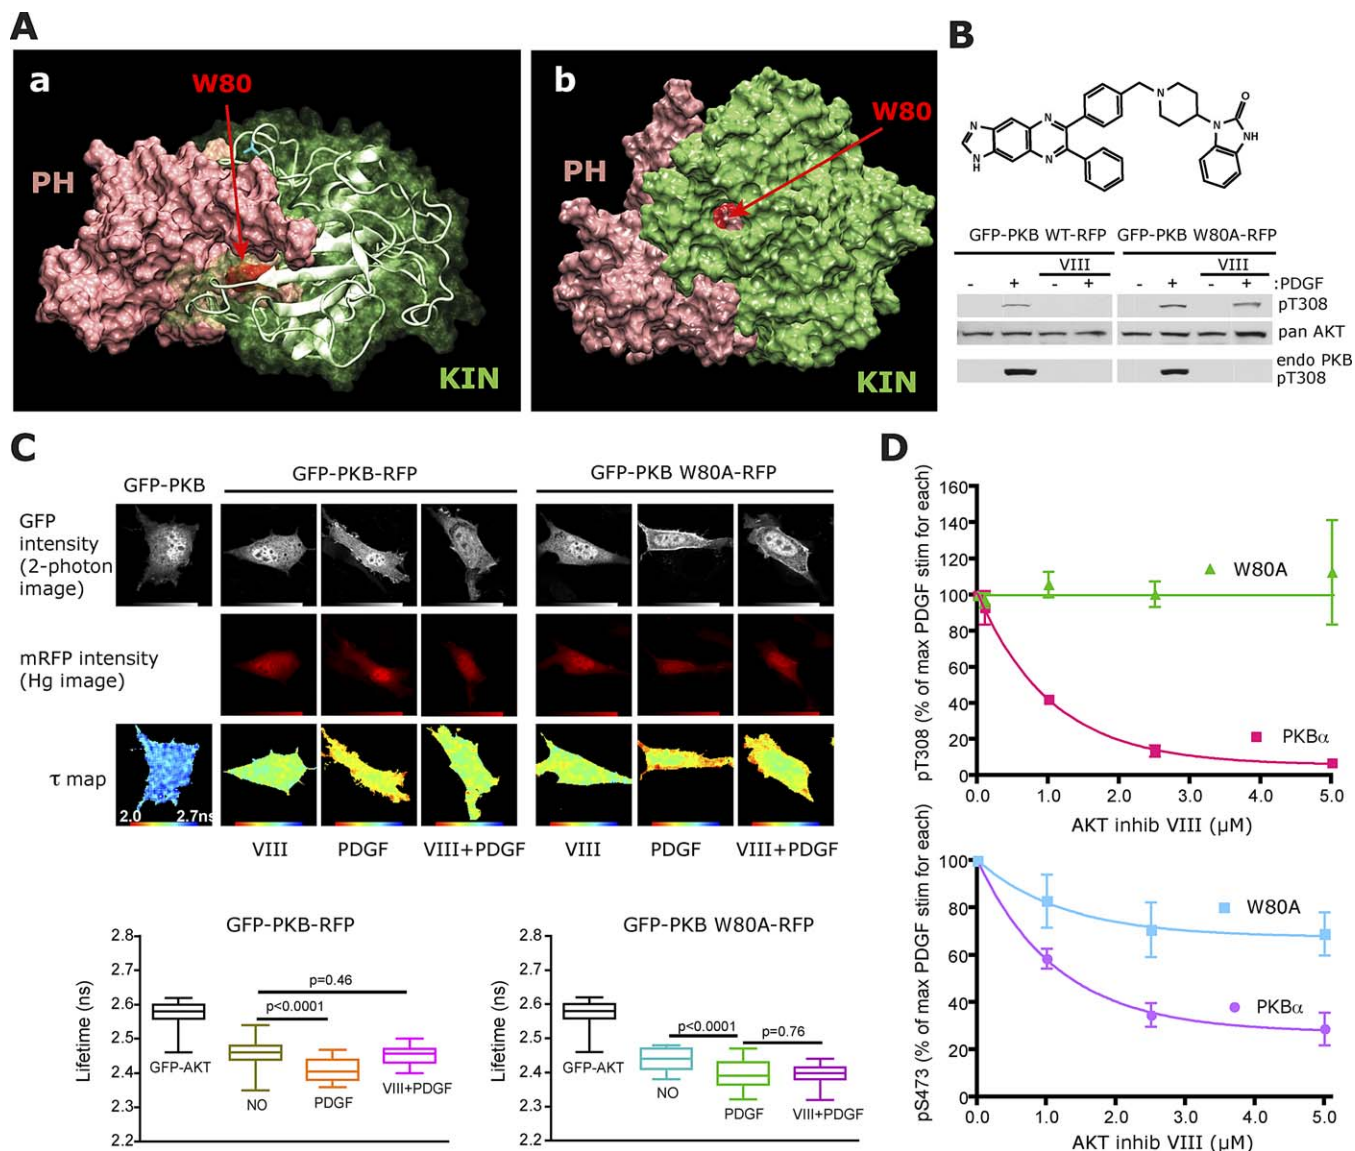 A
a
W80
PH
KIN
b
W80
PH
KIN
B
N
N
H
N
N
N
O
N
NH
GFP-PKB WT-RFP GFP-PKB W80A-RFP
VIII VIII
- + - + - + - + :PDGF
pT308
pan AKT
endo PKB
pT308
C
GFP-PKB GFP-PKB-RFP GFP-PKB W80A-RFP
GFP
intensity
(2-photon
image)
mRFP intensity
(Hg image)
τ map
2.0 2.7ns
VIII PDGF VIII+PDGF VIII PDGF VIII+PDGF
GFP-PKB-RFP
Lifetime (ns)
2.8
2.7
2.6
2.5
2.4
2.3
2.2
p=0.46
p<0.0001
GFP-AKT
NO
PDGF
VIII+PDGF
GFP-PKB W80A-RFP
Lifetime (ns)
2.8
2.7
2.6
2.5
2.4
2.3
2.2
p<0.0001
p=0.76
GFP-AKT
NO
PDGF
VIII+PDGF
D
pT308 (% of max PDGF stim for each)
160
140
120
100
80
60
40
20
0
W80A
PKBα
0.0 1.0 2.0 3.0 4.0 5.0
AKT inhib VIII (µM)
pS473 (% of max PDGF stim for each)
100
80
60
40
20
0
W80A
PKBα
0.0 1.0 2.0 3.0 4.0 5.0
AKT inhib VIII (µM)